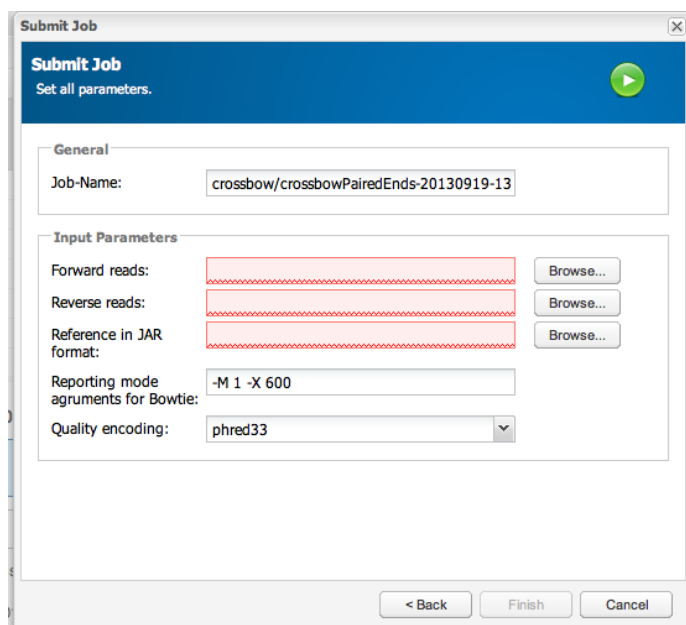 Submit Job
Submit Job
Set all parameters.
General
Job-Name: crossbow/crossbowPairedEnds-20130919-13
Input Parameters
Forward reads: Browse...
Reverse reads: Browse...
Reference in JAR
format: Browse...
Reporting mode
agruments for Bowtie: -M 1 -X 600
Quality encoding: phred33
< Back Finish Cancel